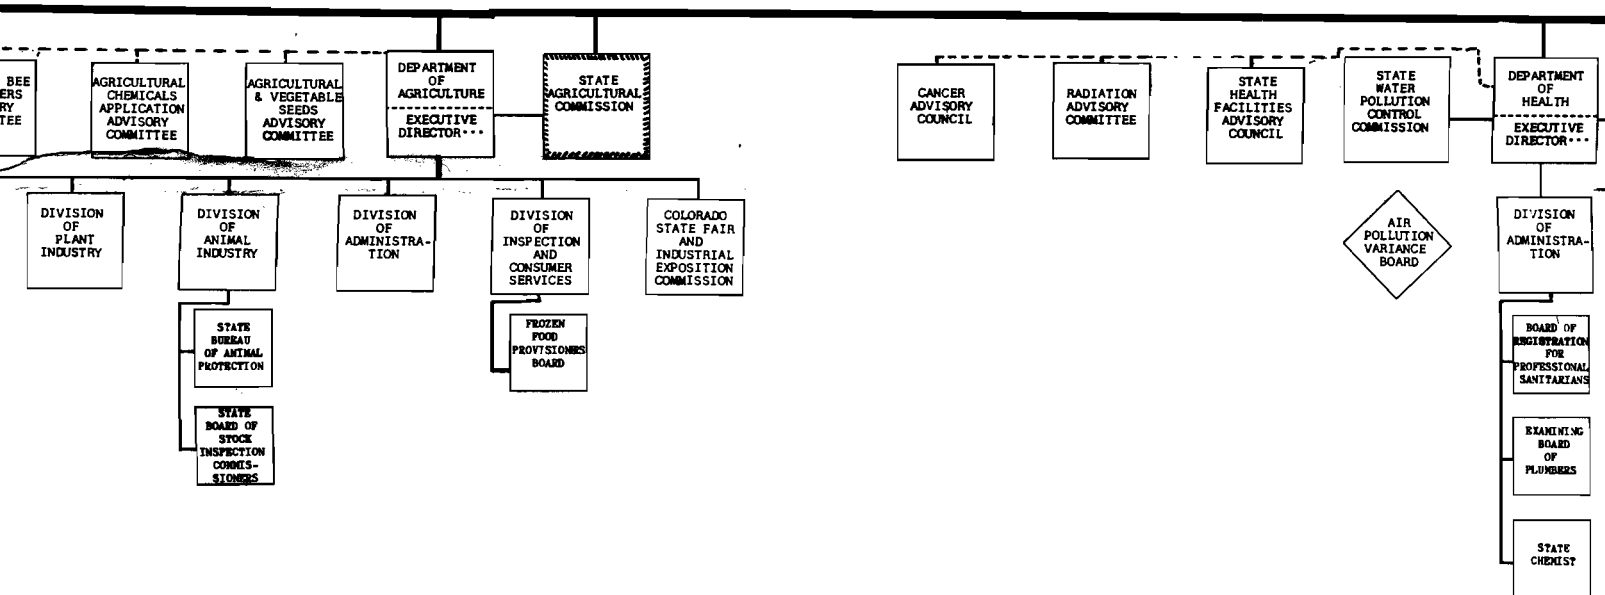 BEE
ERS
RY
TEE
AGRICULTURAL
CHEMICALS
APPLICATION
ADVISORY
COMMITTEE
AGRICULTURAL
& VEGETABLE
SEEDS
ADVISORY
COMMITTEE
DEPARTMENT
OF
AGRICULTURE
EXECUTIVE
DIRECTOR•••
STATE
AGRICULTURAL
COMMISSION
CANCER
ADVISORY
COUNCIL
RADIATION
ADVISORY
COMMITTEE
STATE
HEALTH
FACILITIES
ADVISORY
COUNCIL
STATE
WATER
POLLUTION
CONTROL
COMMISSION
DEPARTMENT
OF
HEALTH
EXECUTIVE
DIRECTOR•••
DIVISION
OF
PLANT
INDUSTRY
DIVISION
OF
ANIMAL
INDUSTRY
DIVISION
OF
ADMINISTRA-
TION
DIVISION
OF
INSPECTION
AND
CONSUMER
SERVICES
COLORADO
STATE FAIR
AND
INDUSTRIAL
EXPOSITION
COMMISSION
AIR
POLLUTION
VARIANCE
BOARD
DIVISION
OF
ADMINISTRA-
TION
STATE
BUREAU
OF ANIMAL
PROTECTION
STATE
BOARD OF
STOCK
INSPECTION
COMMIS-
SIONERS
FROZEN
FOOD
PROVISIONERS
BOARD
BOARD OF
REGISTRATION
FOR
PROFESSIONAL
SANITARIANS
EXAMINING
BOARD
OF
PLUMBERS
STATE
CHEMIST